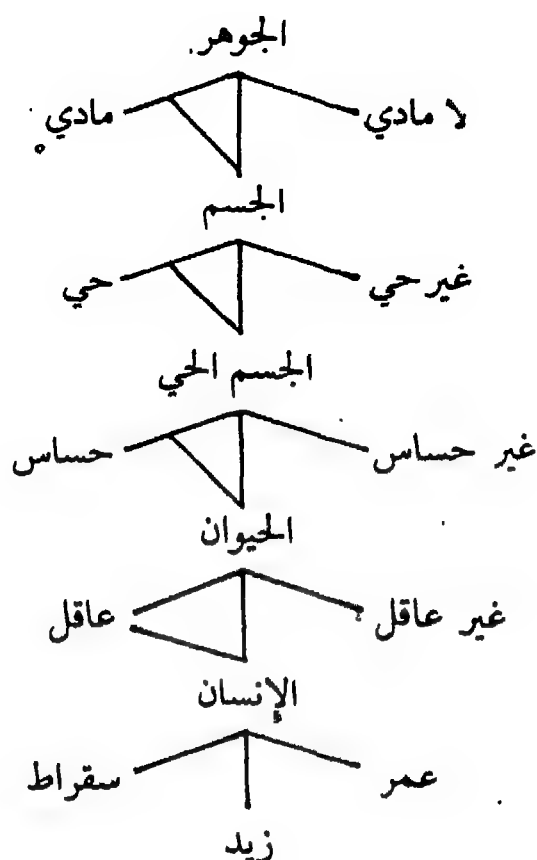 الجوهر
لا مادي مادي
الجسم
غير حي حي
الجسم الحي
غير حساس حساس
الحيوان
غير عاقل عاقل
الإنسان
عمر سقراط
زيد